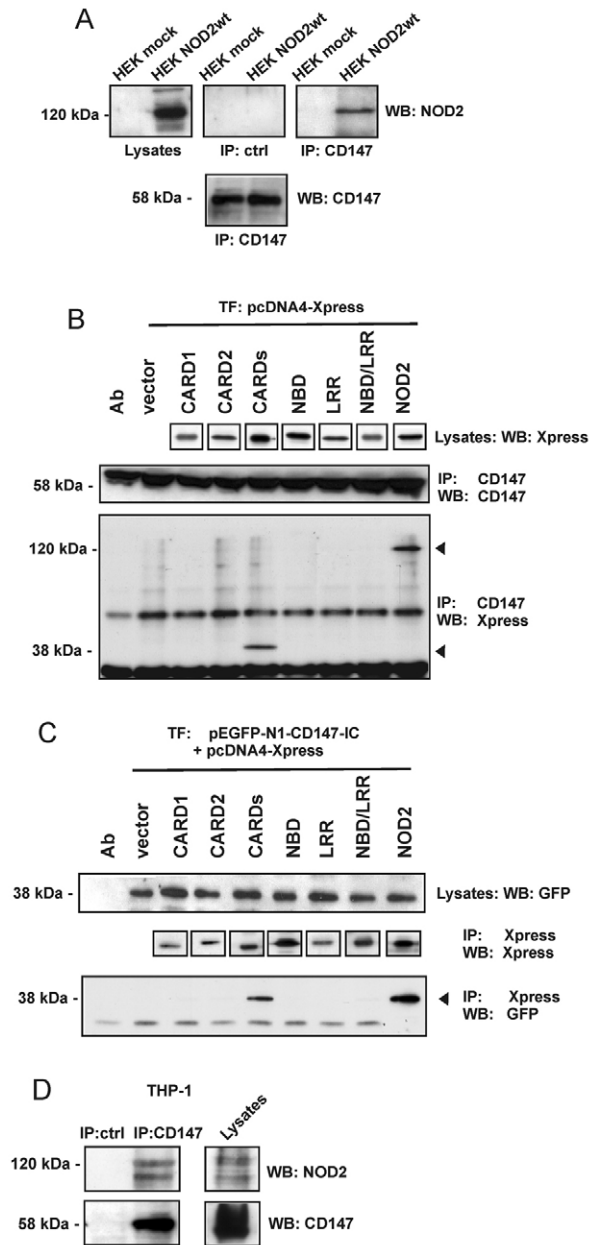 A
HEK mock HEK NOD2wt HEK mock HEK NOD2wt HEK mock HEK NOD2wt
120 kDa - WB: NOD2
Lysates IP: ctrl IP: CD147
58 kDa - WB: CD147
IP: CD147
B
TF: pcDNA4-Xpress
Ab vector CARD1 CARD2 CARDs NBD LRR NBD/LRR NOD2
Lysates: WB: Xpress
58 kDa - IP: CD147
WB: CD147
120 kDa -
IP: CD147
WB: Xpress
38 kDa -
C
TF: pEGFP-N1-CD147-IC
+ pcDNA4-Xpress
Ab vector CARD1 CARD2 CARDs NBD LRR NBD/LRR NOD2
38 kDa - Lysates: WB: GFP
IP: Xpress
WB: Xpress
38 kDa - IP: Xpress
WB: GFP
D
THP-1
IP:ctrl IP:CD147 Lysates
120 kDa - WB: NOD2
58 kDa - WB: CD147